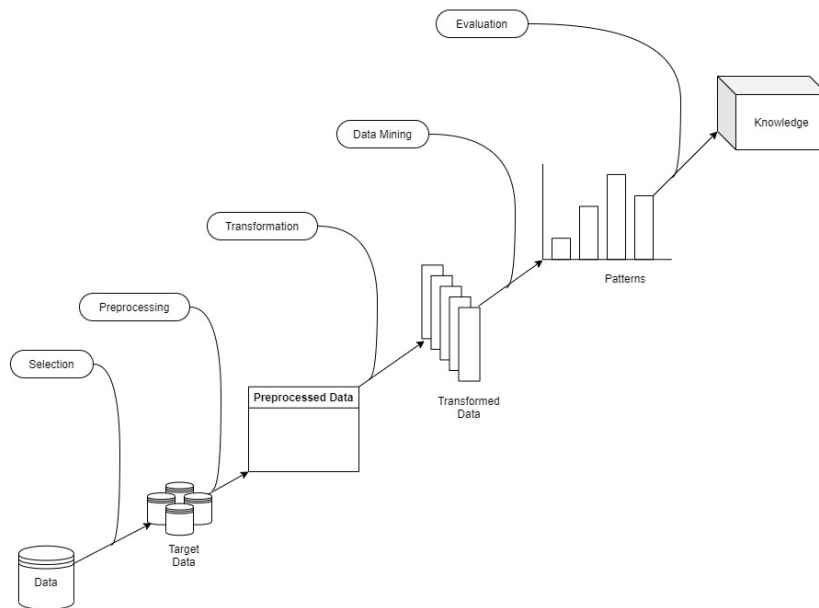 Evaluation
Knowledge
Data Mining
Patterns
Transformation
Preprocessing
Preprocessed Data
Transformed
Data
Selection
Target
Data
Data